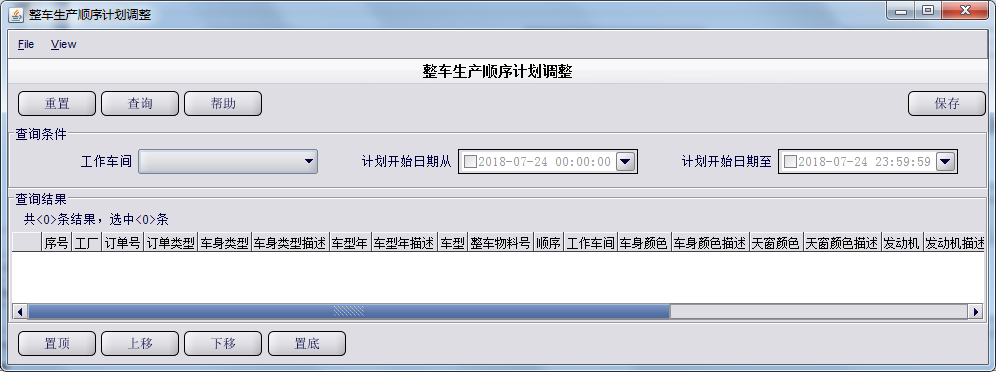 整车生产顺序计划调整
File View
整车生产顺序计划调整
重置 查询 帮助 保存
查询条件
工作车间 计划开始日期从 2018-07-24 00:00:00 计划开始日期至 2018-07-24 23:59:59
查询结果
共<0>条结果，选中<0>条
序号 工厂 订单号 订单类型 车身类型 车身类型描述 车型年 车型年描述 车型 整车物料号 顺序 工作车间 车身颜色 车身颜色描述 天窗颜色 天窗颜色描述 发动机 发动机描述
置顶 上移 下移 置底